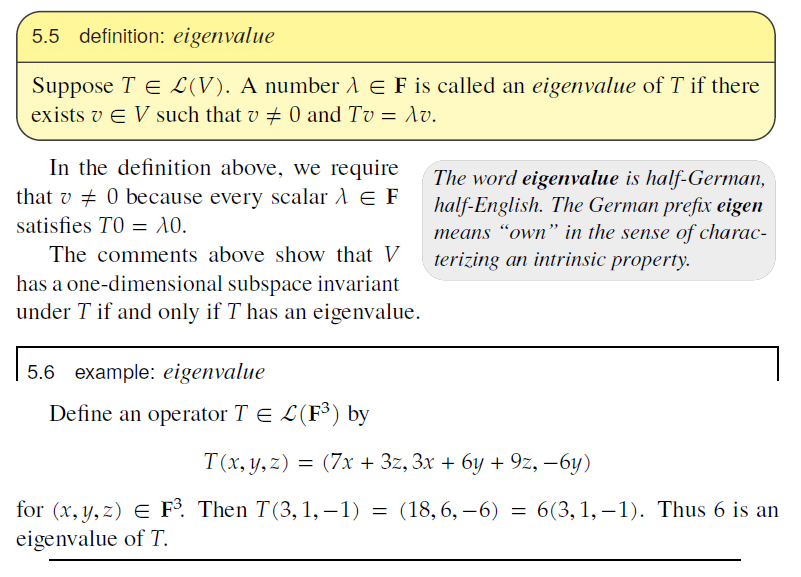 5.5 definition: eigenvalue
Suppose T ∈ ℒ(V). A number λ ∈ F is called an eigenvalue of T if there
exists v ∈ V such that v ≠ 0 and Tv = λv.
In the definition above, we require
that v ≠ 0 because every scalar λ ∈ F
satisfies T0 = λ0.
The comments above show that V
has a one-dimensional subspace invariant
under T if and only if T has an eigenvalue.
The word eigenvalue is half-German,
half-English. The German prefix eigen
means “own” in the sense of charac-
terizing an intrinsic property.
5.6 example: eigenvalue
Define an operator T ∈ ℒ(F³) by
T(x, y, z) = (7x + 3z, 3x + 6y + 9z, −6y)
for (x, y, z) ∈ F³. Then T(3, 1, −1) = (18, 6, −6) = 6(3, 1, −1). Thus 6 is an
eigenvalue of T.